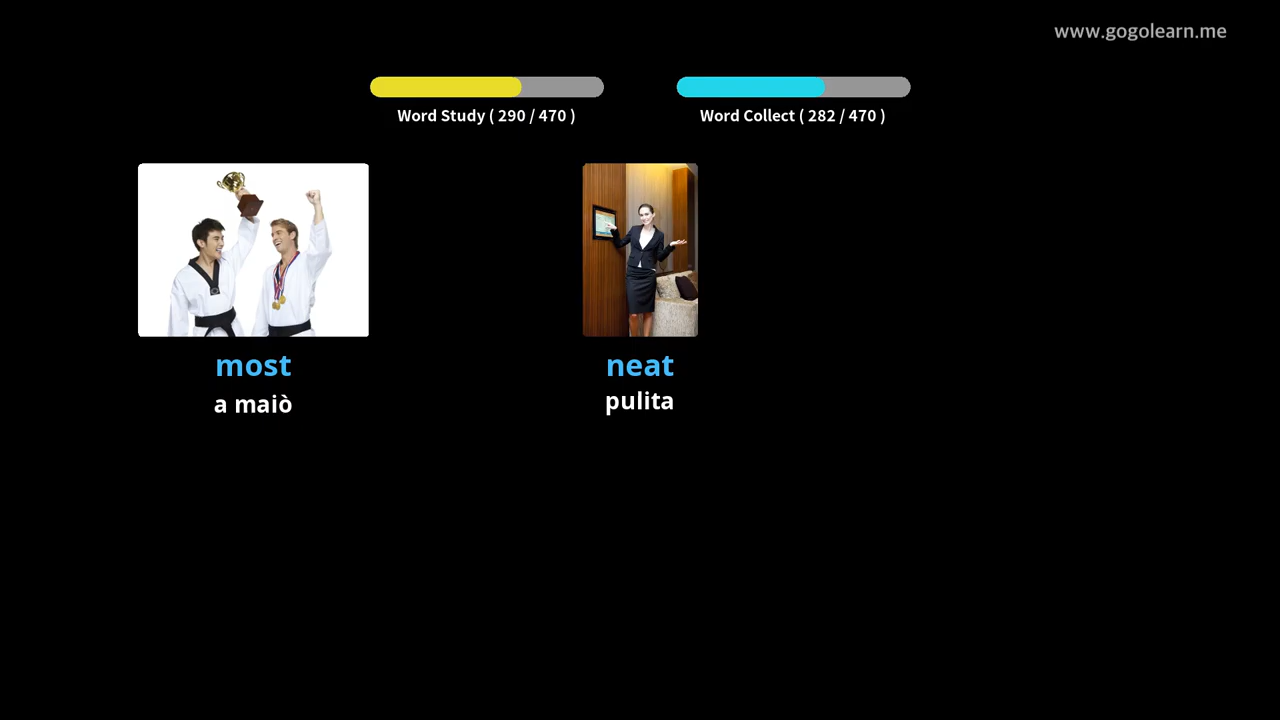 www.gogolearn.me
Word Study ( 290 / 470 )
Word Collect ( 282 / 470 )
most
a maiò
neat
pulita